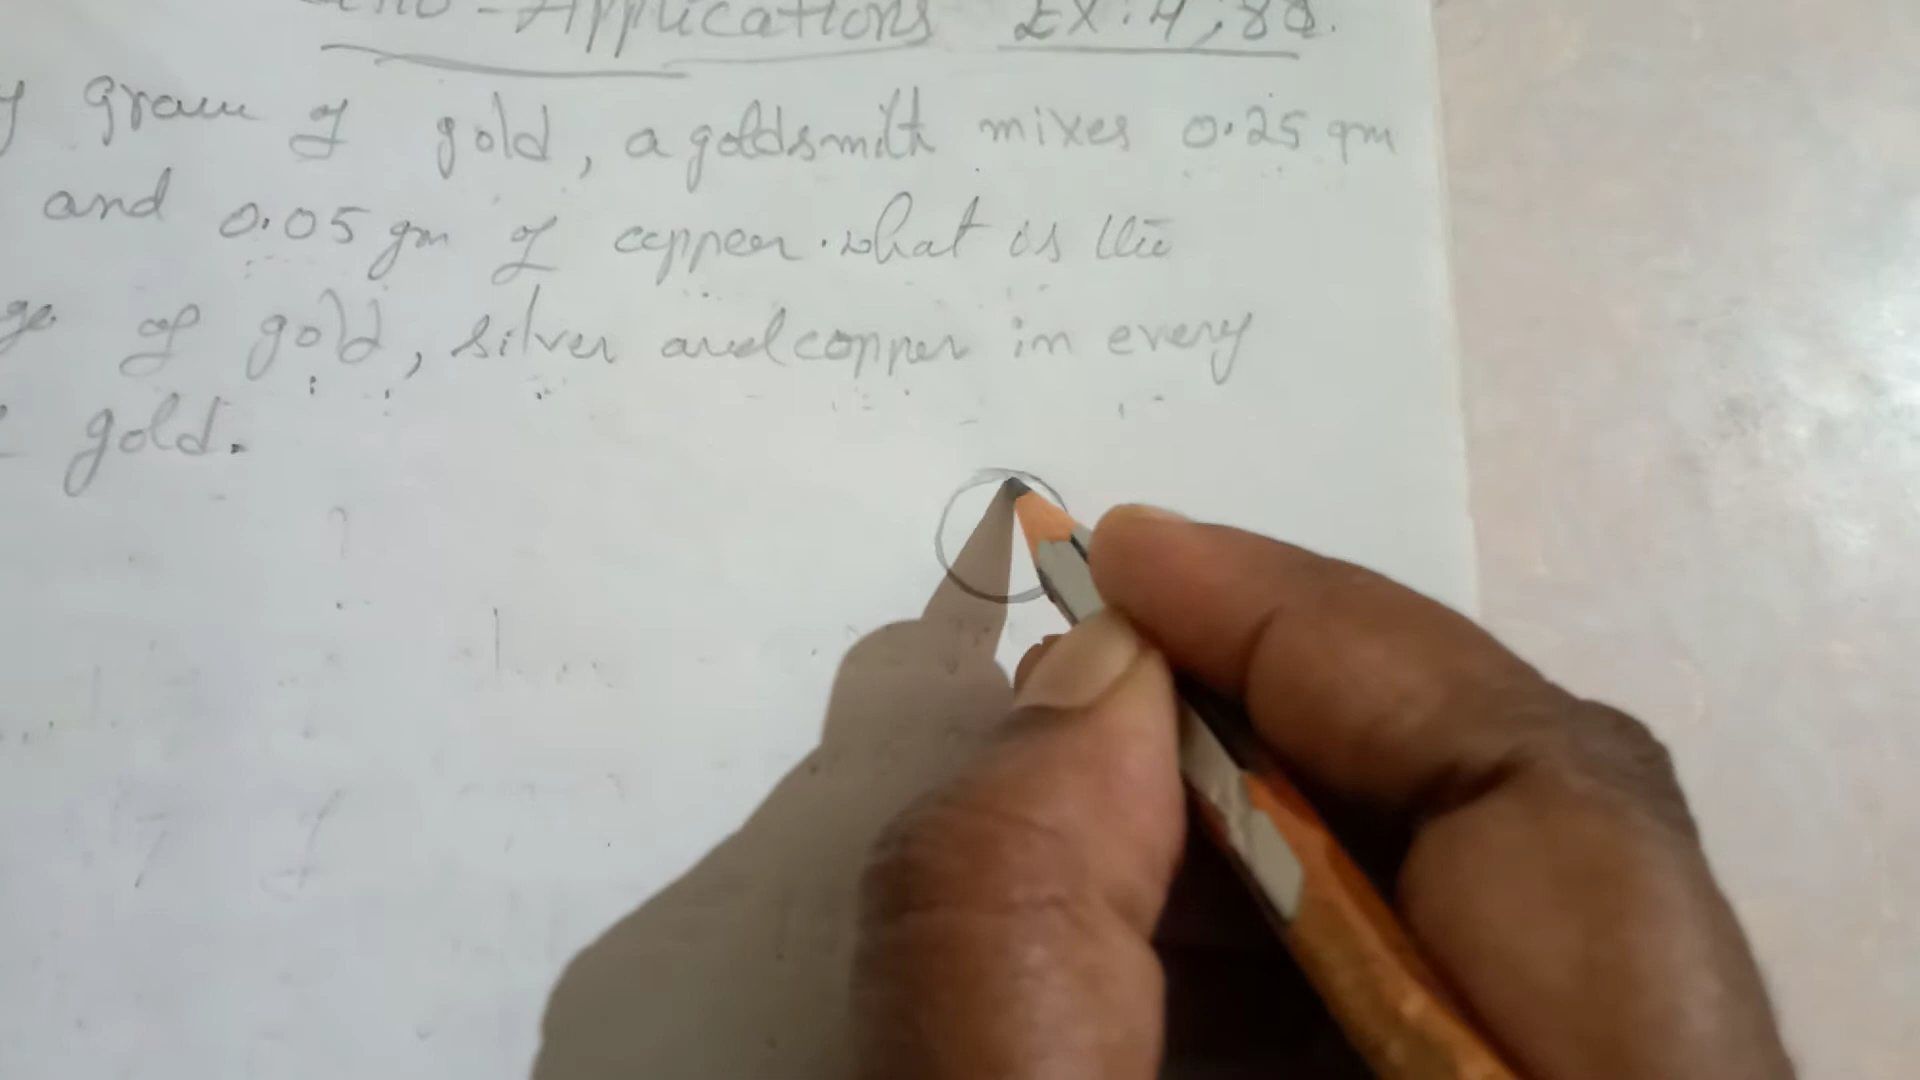 Applications Ex: 4, 8
gram of gold, a goldsmith mixes 0.25 gm
and 0.05 gm of copper. what is the
ge of gold, silver and copper in every
gold.